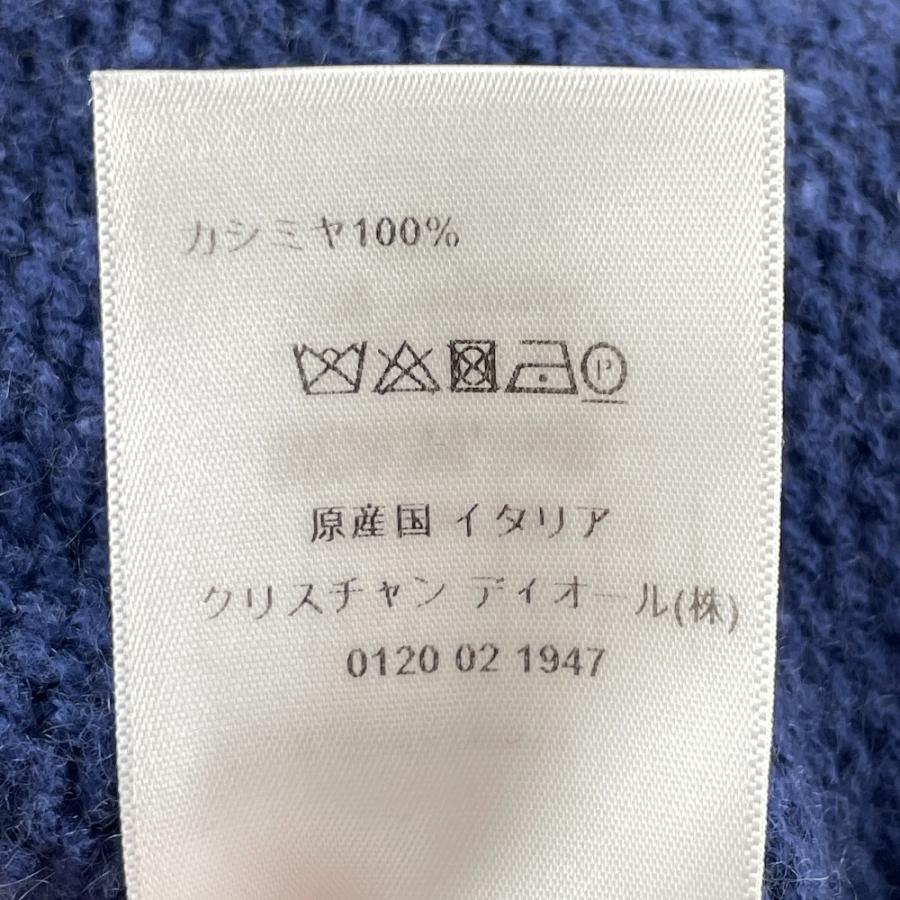 カシミヤ100%
P
原産国 イタリア
クリスチャン ディオール(株)
0120 02 1947